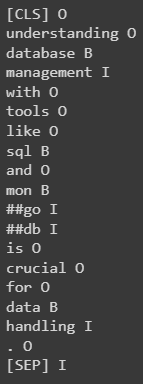 [CLS] O
understanding O
database B
management I
with O
tools O
like O
sql B
and O
mon B
##go I
##db I
is O
crucial O
for O
data B
handling I
. O
[SEP] I